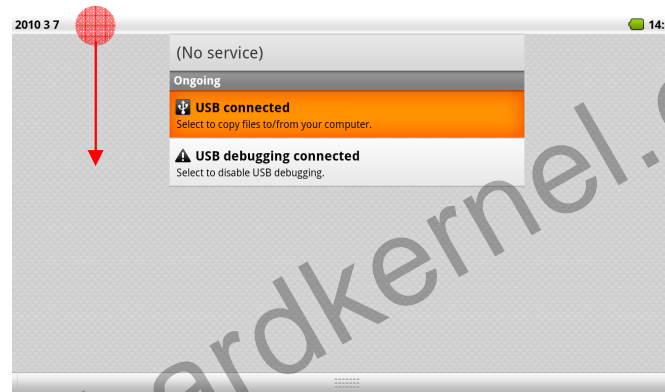 2010 3 7
14:
(No service)
Ongoing
USB connected
Select to copy files to/from your computer.
USB debugging connected
Select to disable USB debugging.
ardkernel.